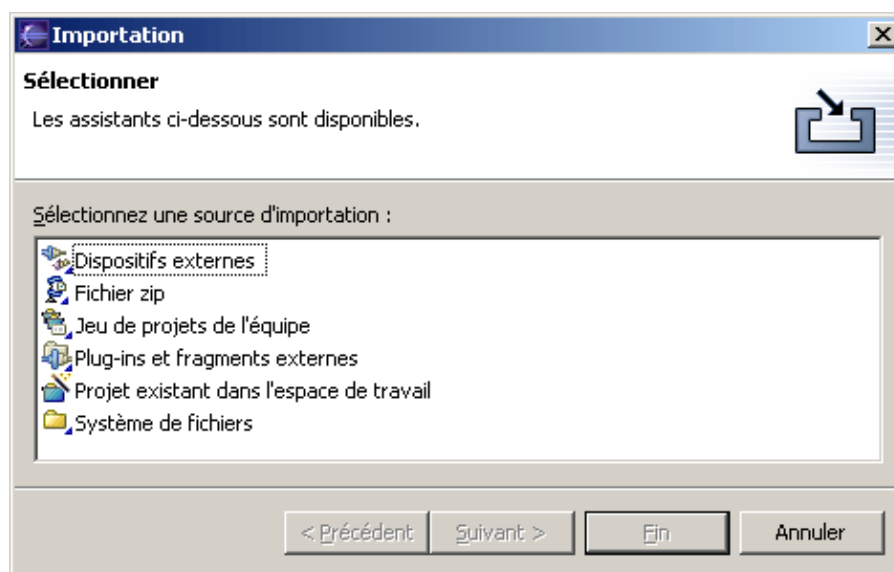 Importation
Sélectionner
Les assistants ci-dessous sont disponibles.
Sélectionnez une source d'importation :
Dispositifs externes
Fichier zip
Jeu de projets de l'équipe
Plug-ins et fragments externes
Projet existant dans l'espace de travail
Système de fichiers
< Précédent Suivant > Fin Annuler